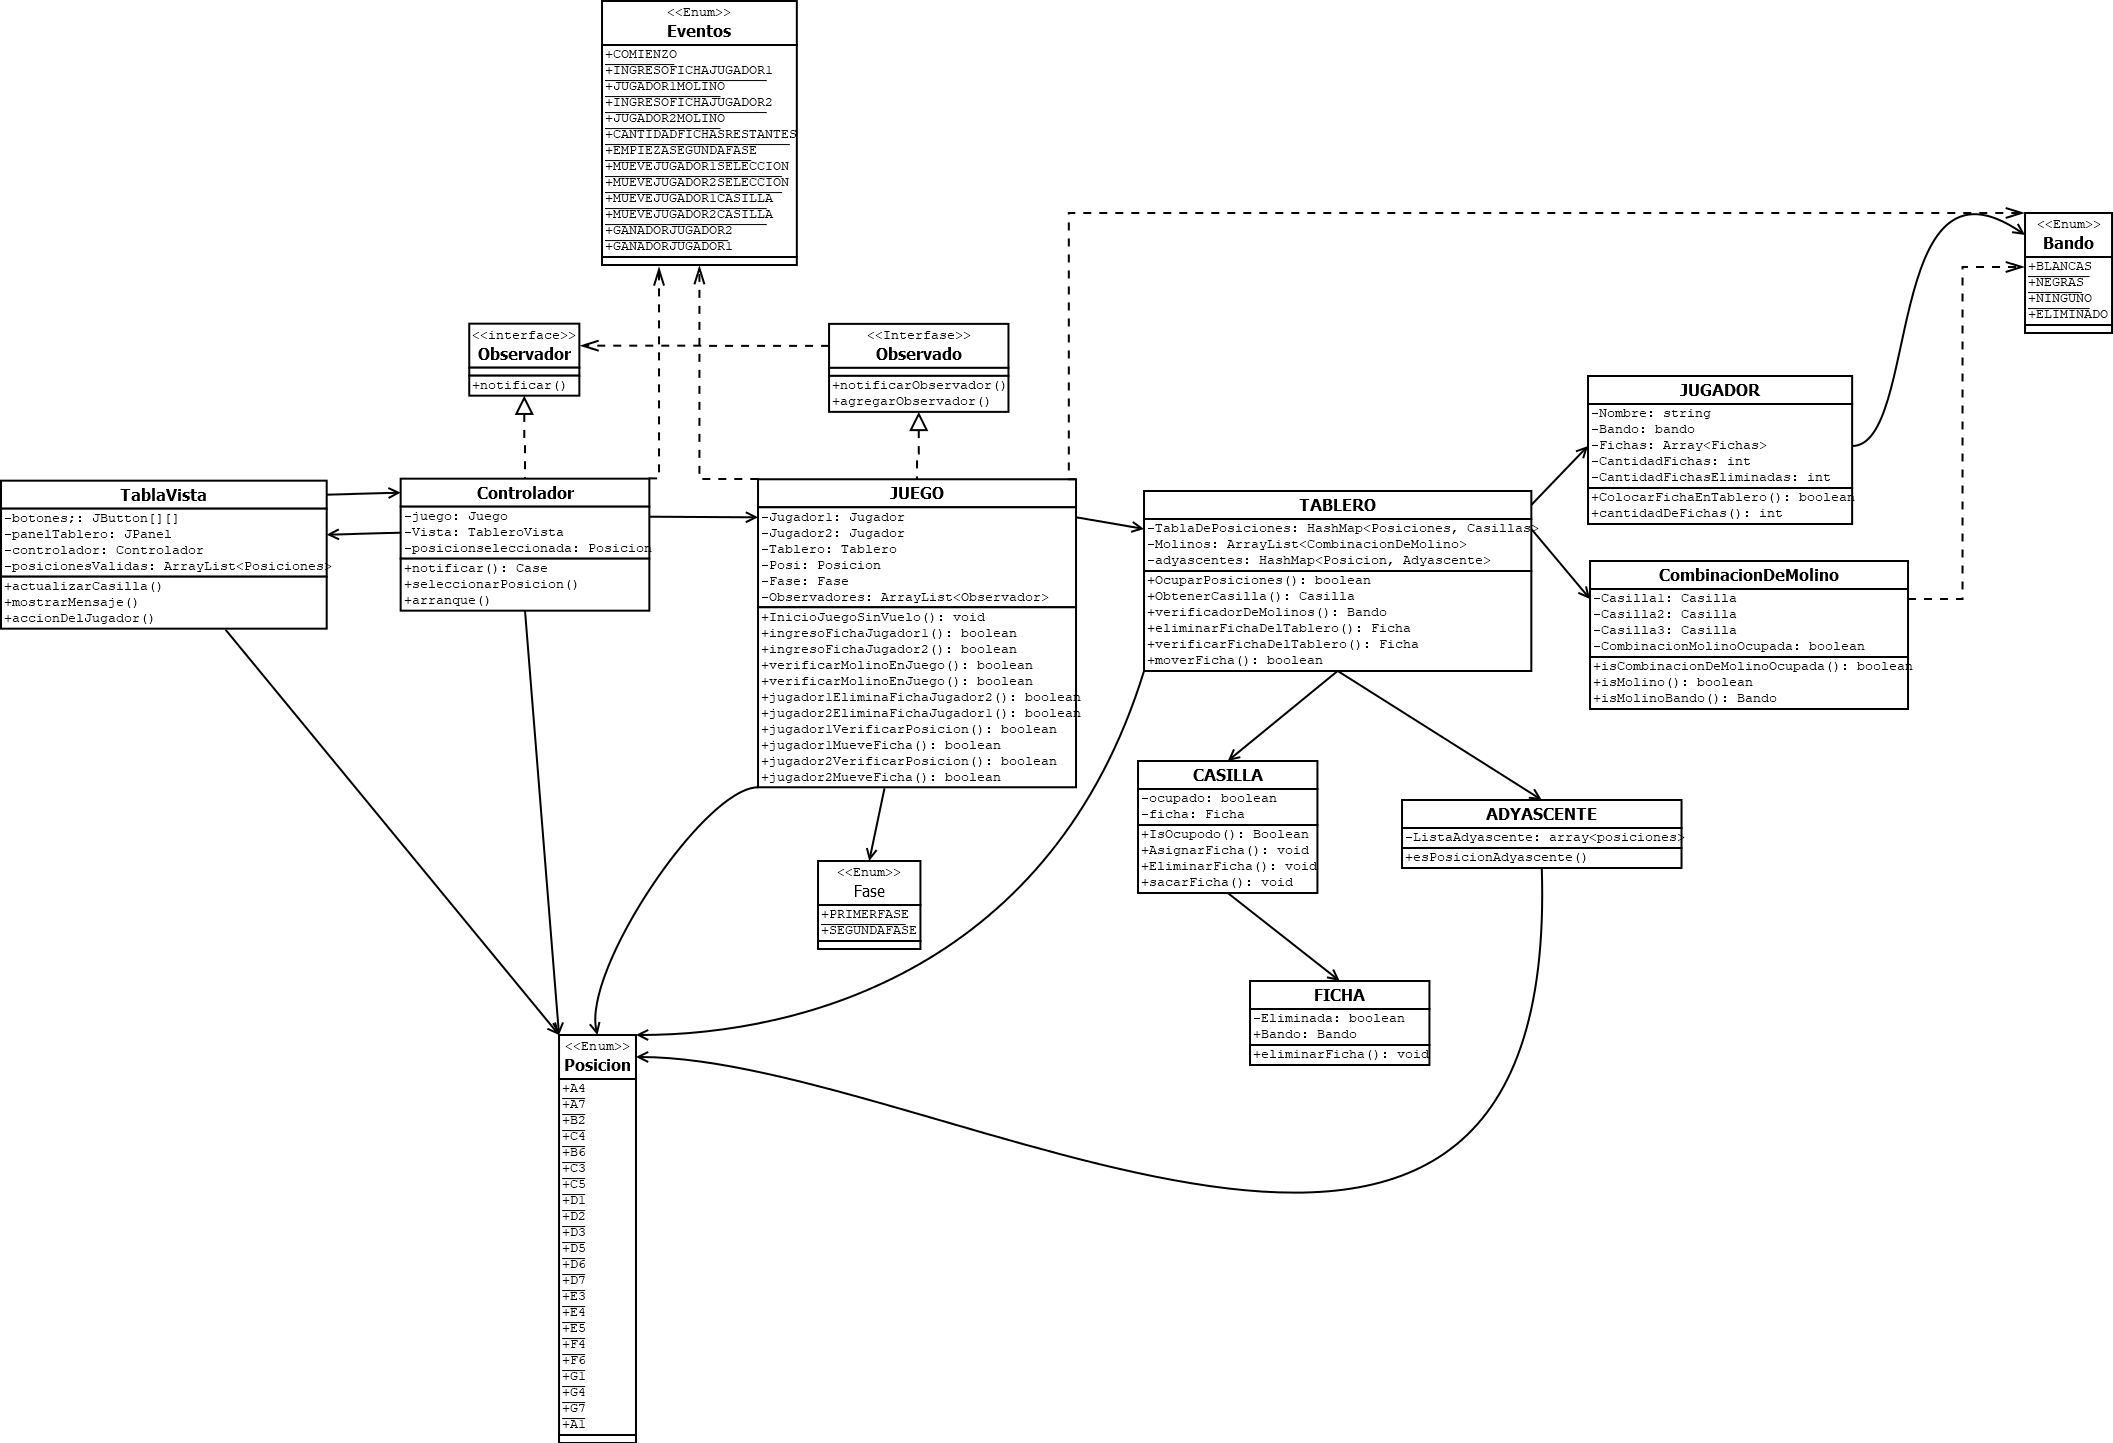 <<Enum>>
Eventos
+COMIENZO
+INGRESOFICHAJUGADOR1
+JUGADOR1MOLINO
+INGRESOFICHAJUGADOR2
+JUGADOR2MOLINO
+CANTIDADFICHASRESTANTES
+EMPIEZASEGUNDAFASE
+MUEVEJUGADOR1SELECCION
+MUEVEJUGADOR2SELECCION
+MUEVEJUGADOR1CASILLA
+MUEVEJUGADOR2CASILLA
+GANADORJUGADOR2
+GANADORJUGADOR1
<<Enum>>
Bando
+BLANCAS
+NEGRAS
+NINGUNO
+ELIMINADO
<<interface>>
Observador
+notificar()
<<Interfase>>
Observado
+notificarObservador()
+agregarObservador()
JUGADOR
-Nombre: string
-Bando: bando
-Fichas: Array<Fichas>
-CantidadFichas: int
-CantidadFichasEliminadas: int
+ColocarFichaEnTablero(): boolean
+cantidadDeFichas(): int
TablaVista
-botones;: JButton[][]
-panelTablero: JPanel
-controlador: Controlador
-posicionesValidas: ArrayList<Posiciones>
+actualizarCasilla()
+mostrarMensaje()
+accionDelJugador()
Controlador
-juego: Juego
-Vista: TableroVista
-posicionseleccionada: Posicion
+notificar(): Case
+seleccionarPosicion()
+arranque()
JUEGO
-Jugador1: Jugador
-Jugador2: Jugador
-Tablero: Tablero
-Posi: Posicion
-Fase: Fase
-Observadores: ArrayList<Observador>
+InicioJuegoSinVuelo(): void
+ingresoFichaJugador1(): boolean
+ingresoFichaJugador2(): boolean
+verificarMolinoEnJuego(): boolean
+verificarMolinoEnJuego(): boolean
+jugador1EliminaFichaJugador2(): boolean
+jugador2EliminaFichaJugador1(): boolean
+jugador1VerificarPosicion(): boolean
+jugador1MueveFicha(): boolean
+jugador2VerificarPosicion(): boolean
+jugador2MueveFicha(): boolean
TABLERO
-TablaDePosiciones: HashMap<Posiciones, Casillas>
-Molinos: ArrayList<CombinacionDeMolino>
-adyascentes: HashMap<Posicion, Adyascente>
+OcuparPosiciones(): boolean
+ObtenerCasilla(): Casilla
+verificadorDeMolinos(): Bando
+eliminarFichaDelTablero(): Ficha
+verificarFichaDelTablero(): Ficha
+moverFicha(): boolean
CombinacionDeMolino
-Casilla1: Casilla
-Casilla2: Casilla
-Casilla3: Casilla
-CombinacionMolinoOcupada: boolean
+isCombinacionDeMolinoOcupada(): boolean
+isMolino(): boolean
+isMolinoBando(): Bando
CASILLA
-ocupado: boolean
-ficha: Ficha
+IsOcupodo(): Boolean
+AsignarFicha(): void
+EliminarFicha(): void
+sacarFicha(): void
ADYASCENTE
-ListaAdyascente: array<posiciones>
+esPosicionAdyascente()
<<Enum>>
Fase
+PRIMERFASE
+SEGUNDAFASE
FICHA
-Eliminada: boolean
+Bando: Bando
+eliminarFicha(): void
<<Enum>>
Posicion
+A4
+A7
+B2
+C4
+B6
+C3
+C5
+D1
+D2
+D3
+D5
+D6
+D7
+E3
+E4
+E5
+F4
+F6
+G1
+G4
+G7
+A1